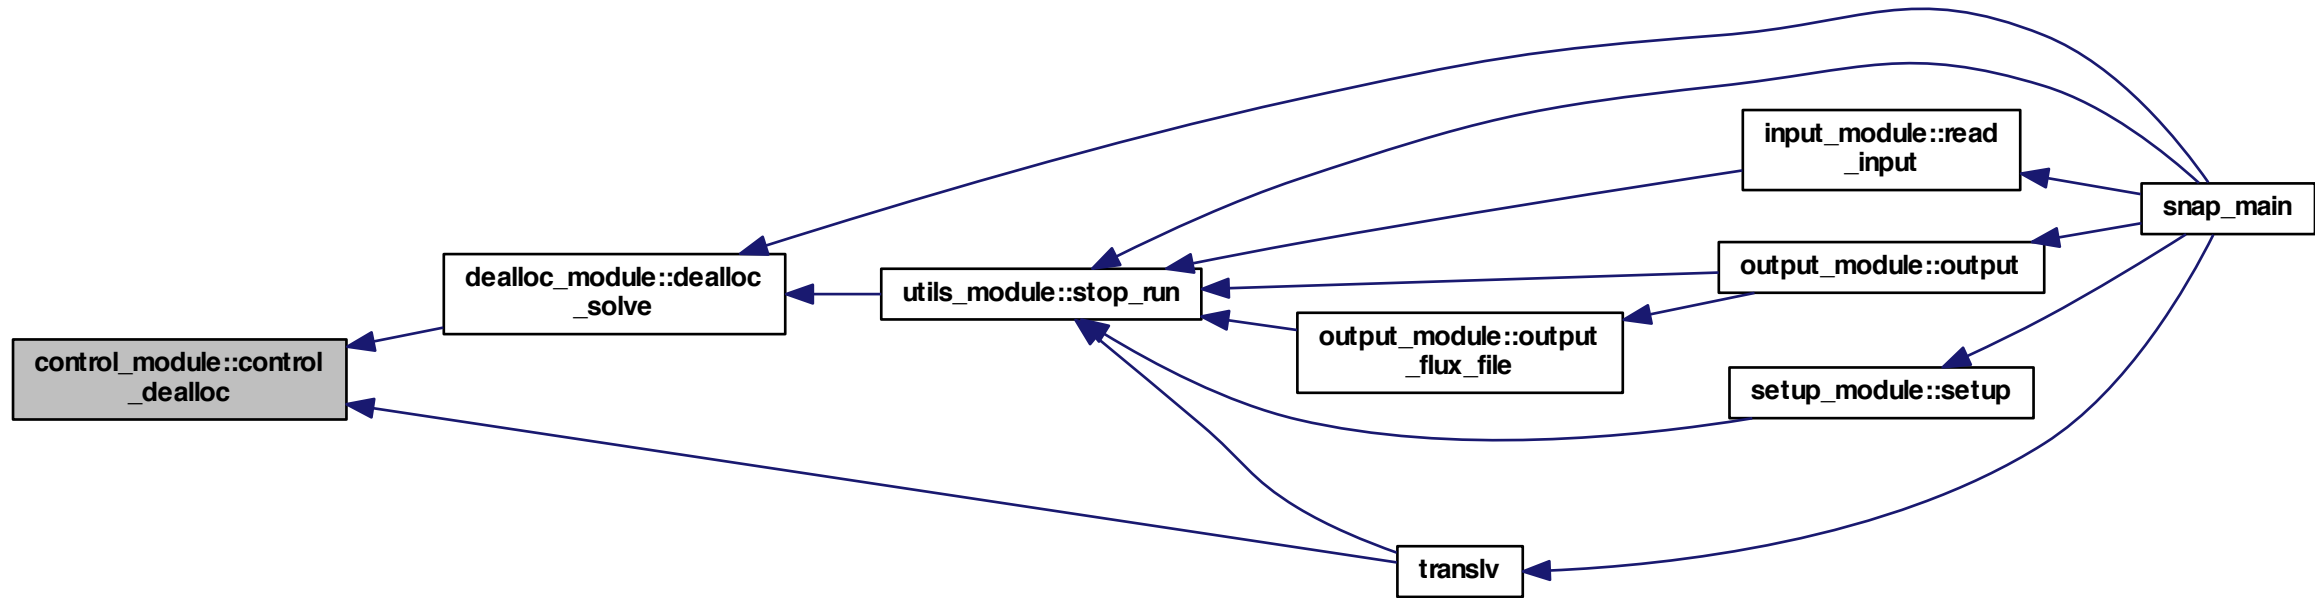 control_module::control
_dealloc
dealloc_module::dealloc
_solve
utils_module::stop_run
input_module::read
_input
output_module::output
output_module::output
_flux_file
setup_module::setup
translv
snap_main